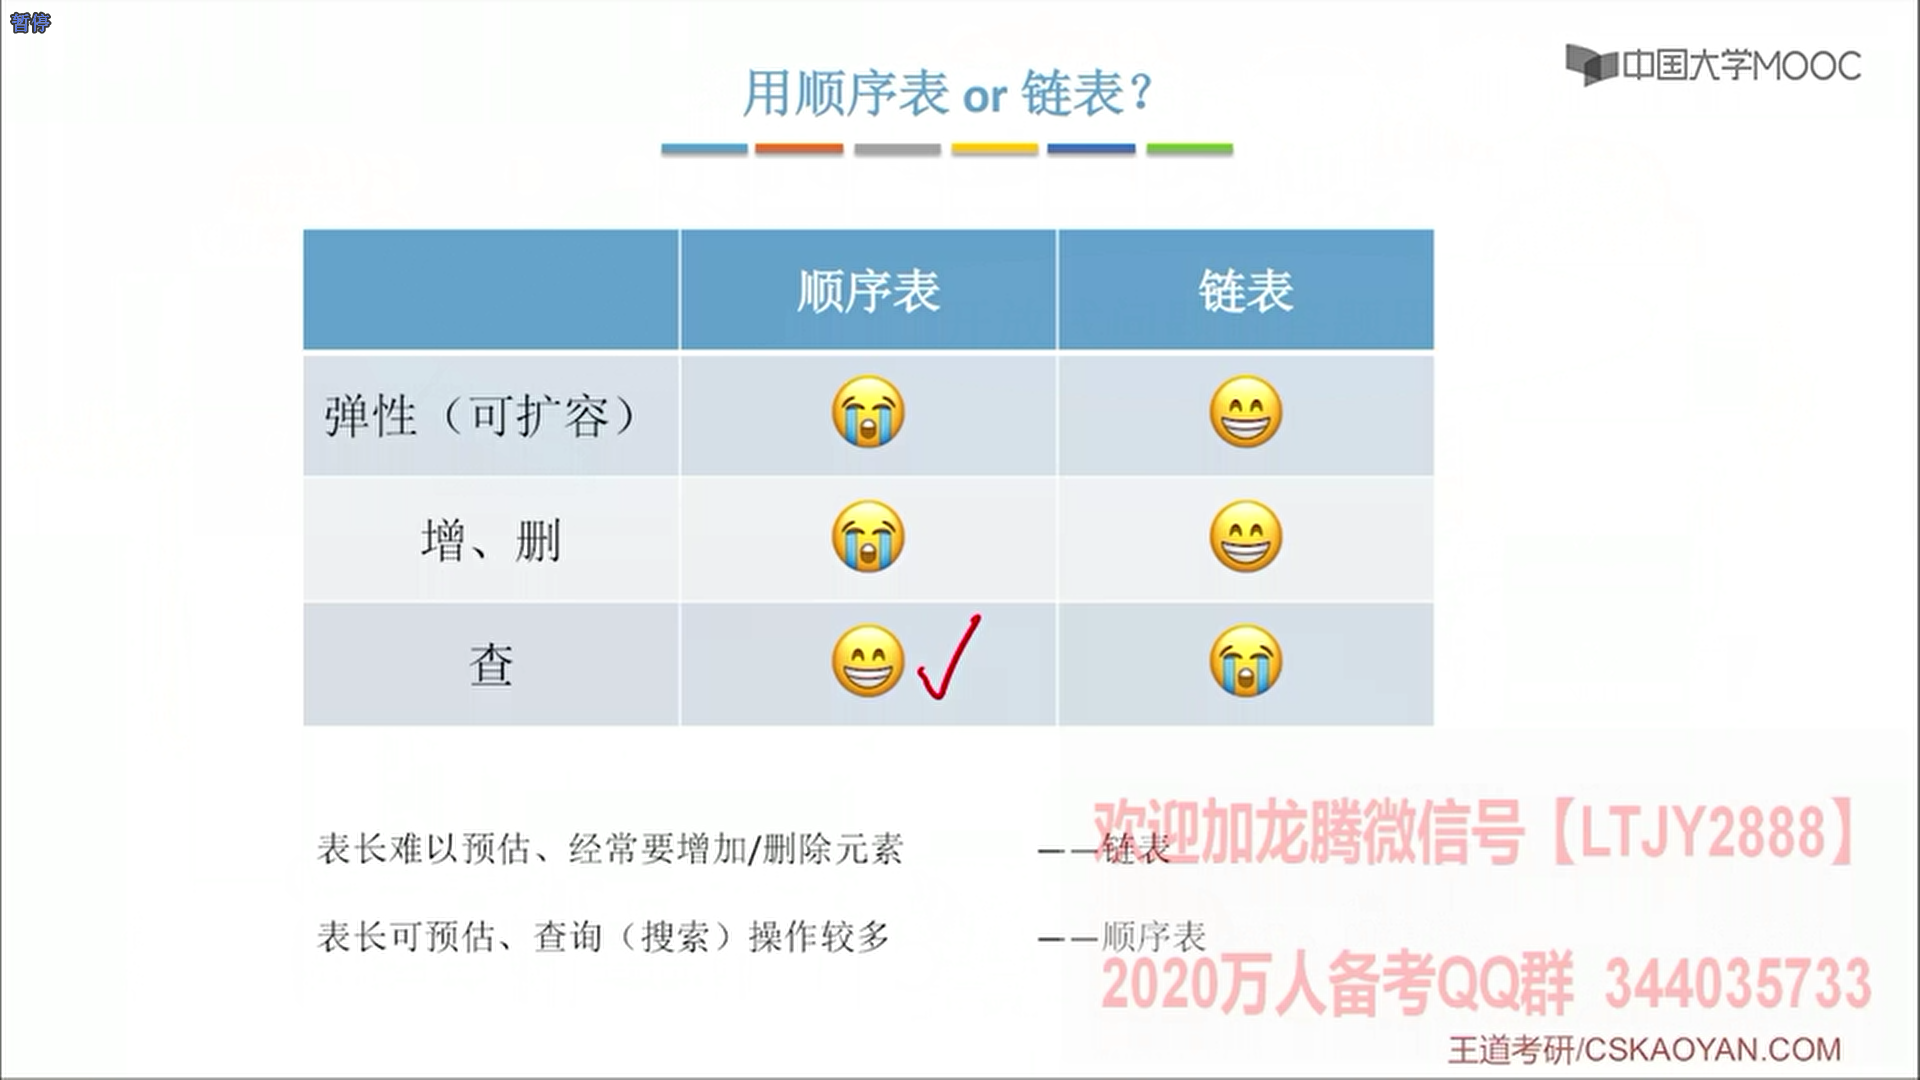 暂停
中国大学MOOC
用顺序表 or 链表？
顺序表 链表
弹性（可扩容）
增、删
查
表长难以预估、经常要增加/删除元素 ——链表
欢迎加龙腾微信号【LTJY2888】
表长可预估、查询（搜索）操作较多 ——顺序表
2020万人备考QQ群 344035733
王道考研/CSKAOYAN.COM